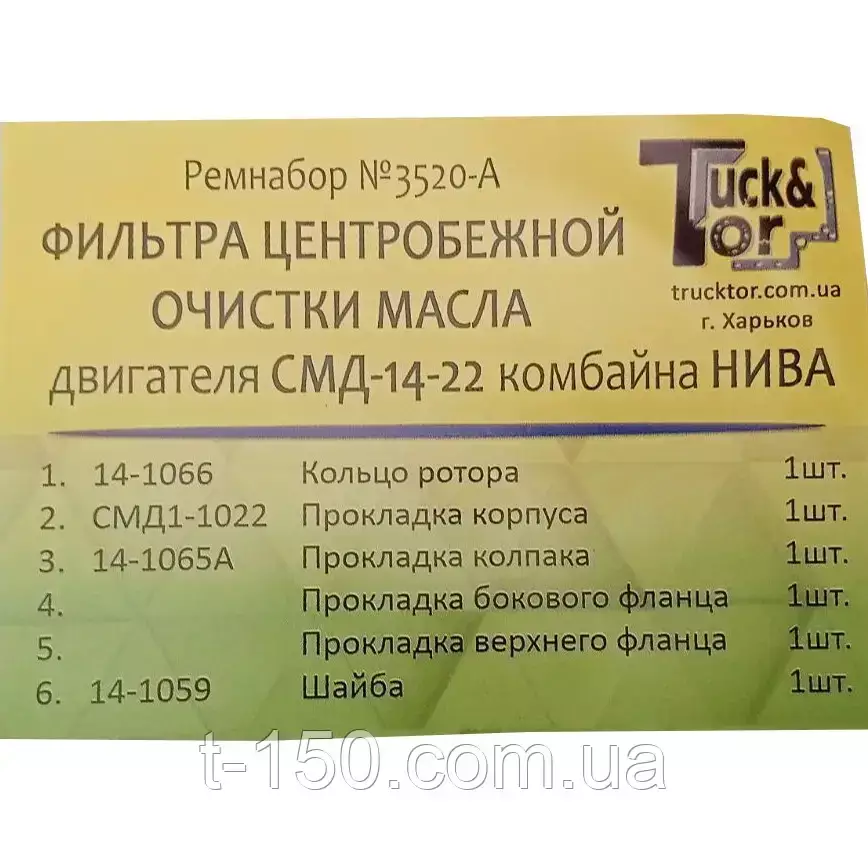 Ремнабор №3520-А
Truck&
Tor
ФИЛЬТРА ЦЕНТРОБЕЖНОЙ
trucktor.com.ua
ОЧИСТКИ МАСЛА
г. Харьков
двигателя СМД-14-22 комбайна НИВА
1. 14-1066 Кольцо ротора 1шт.
2. СМД1-1022 Прокладка корпуса 1шт.
3. 14-1065А Прокладка колпака 1шт.
4. Прокладка бокового фланца 1шт.
5. Прокладка верхнего фланца 1шт.
6. 14-1059 Шайба 1шт.
t-150.com.ua